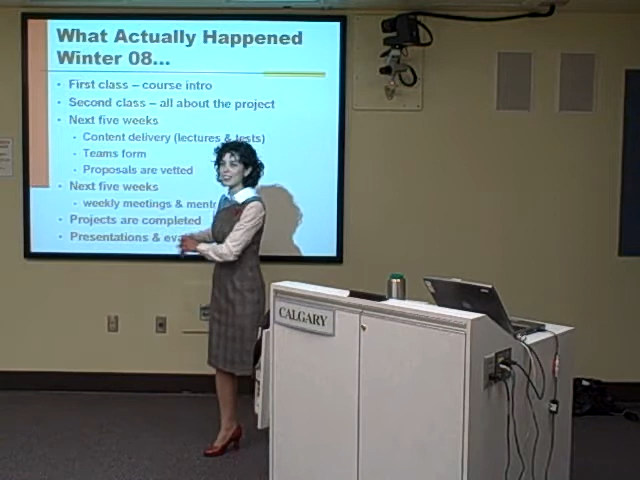 What Actually Happened
Winter 08...
First class – course intro
Second class – all about the project
Next five weeks
Content delivery (lectures & tests)
Teams form
Proposals are vetted
Next five weeks
weekly meetings &
Projects are completed
Presentations &
CALGARY